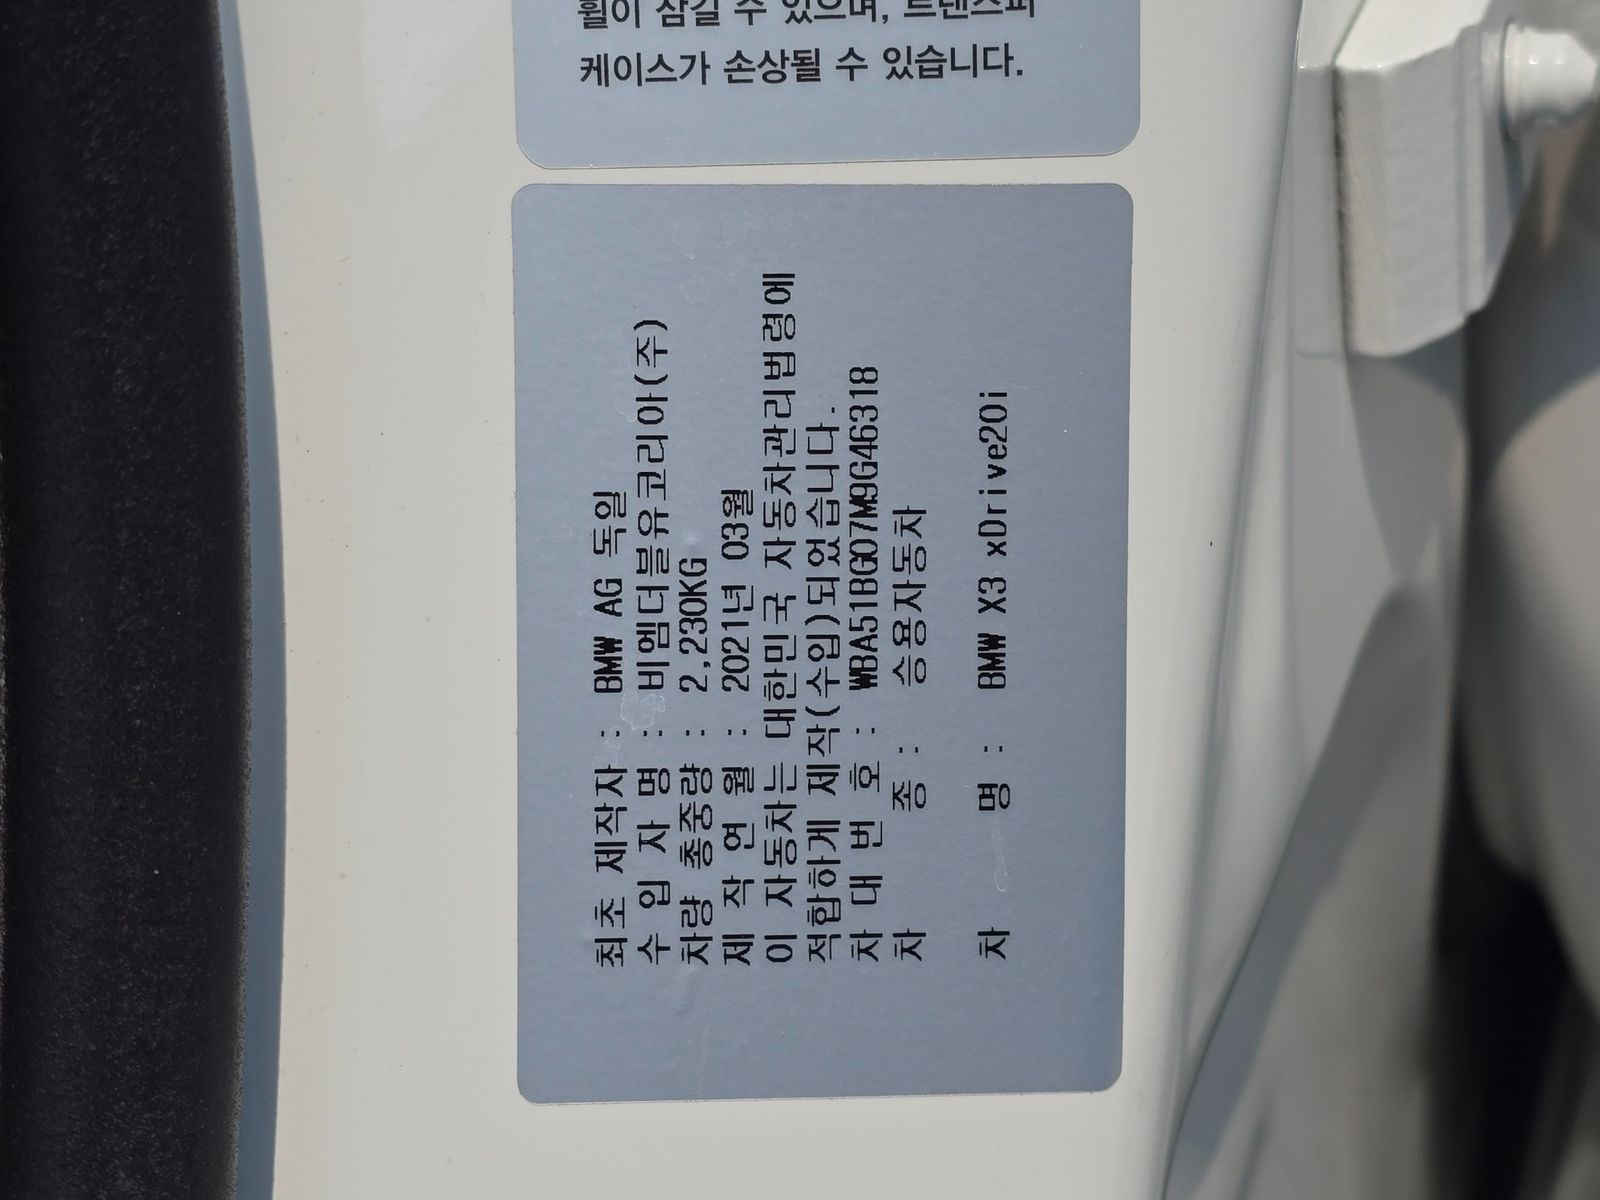 휠이 잠길 수 있으며, 트랜스퍼
케이스가 손상될 수 있습니다.
최초 제작자 : BMW AG 독일
수 입 자 명 : 비엠더블유코리아(주)
차량 총중량 : 2,230KG
제 작 연 월 : 2021년 03월
이 자동차는 대한민국 자동차관리법령에
적합하게 제작(수입)되었습니다.
차 대 번 호 : WBA51BG07M9G46318
차 종 : 승용자동차
차 명 : BMW X3 xDrive20i